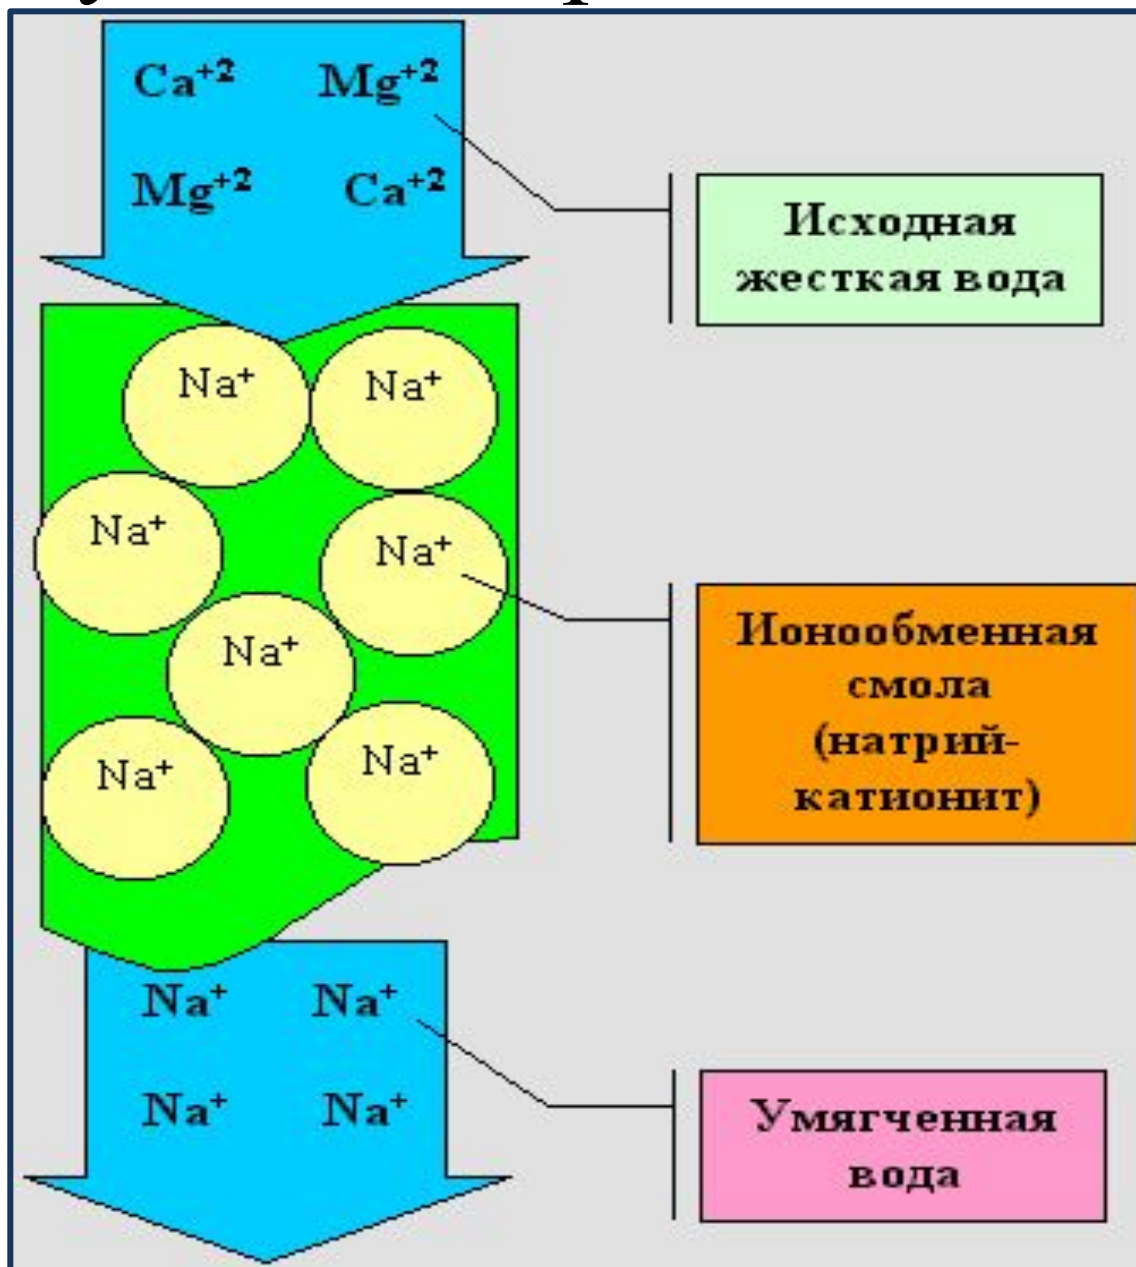 Ca⁺² Mg⁺²
Mg⁺² Ca⁺²
Исходная
жесткая вода
Na⁺ Na⁺
Na⁺ Na⁺
Na⁺
Na⁺ Na⁺
Ионообменная
смола
(натрий-
катионит)
Na⁺ Na⁺
Na⁺ Na⁺
Умягченная
вода